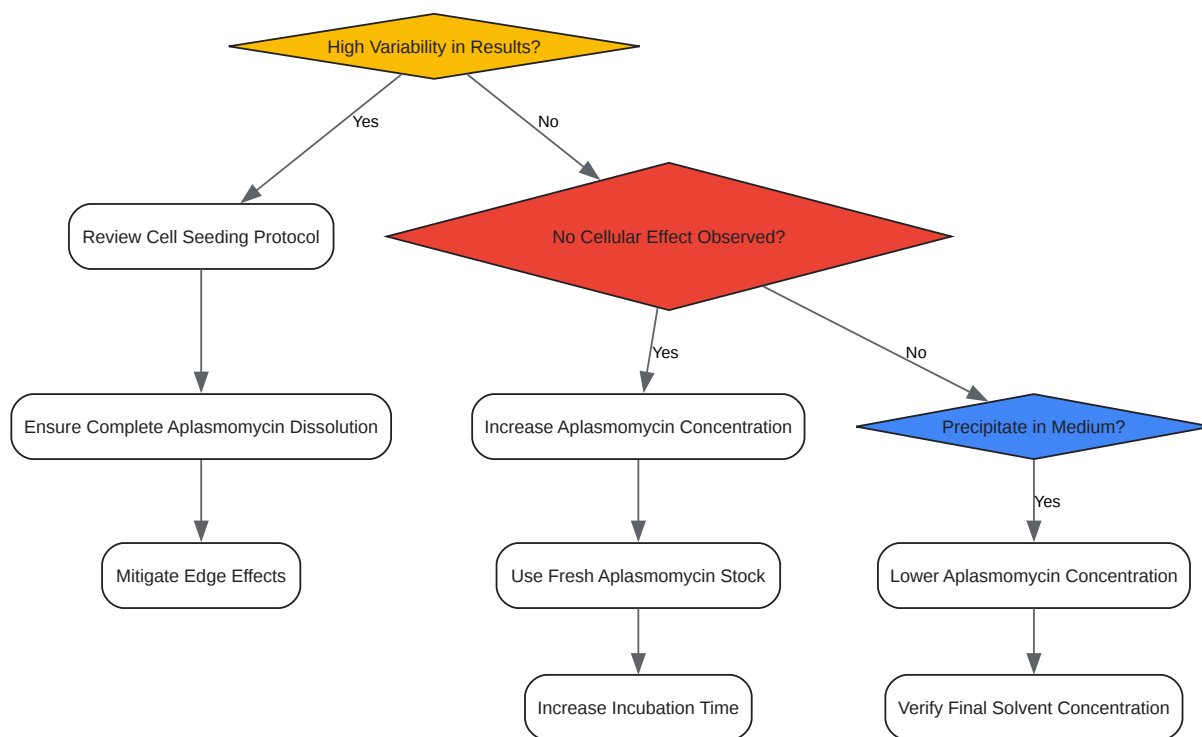 High Variability in Results?
Yes
No
Review Cell Seeding Protocol
No Cellular Effect Observed?
Yes
No
Ensure Complete Aplasmomycin Dissolution
Increase Aplasmomycin Concentration
Precipitate in Medium?
Yes
Mitigate Edge Effects
Use Fresh Aplasmomycin Stock
Lower Aplasmomycin Concentration
Increase Incubation Time
Verify Final Solvent Concentration